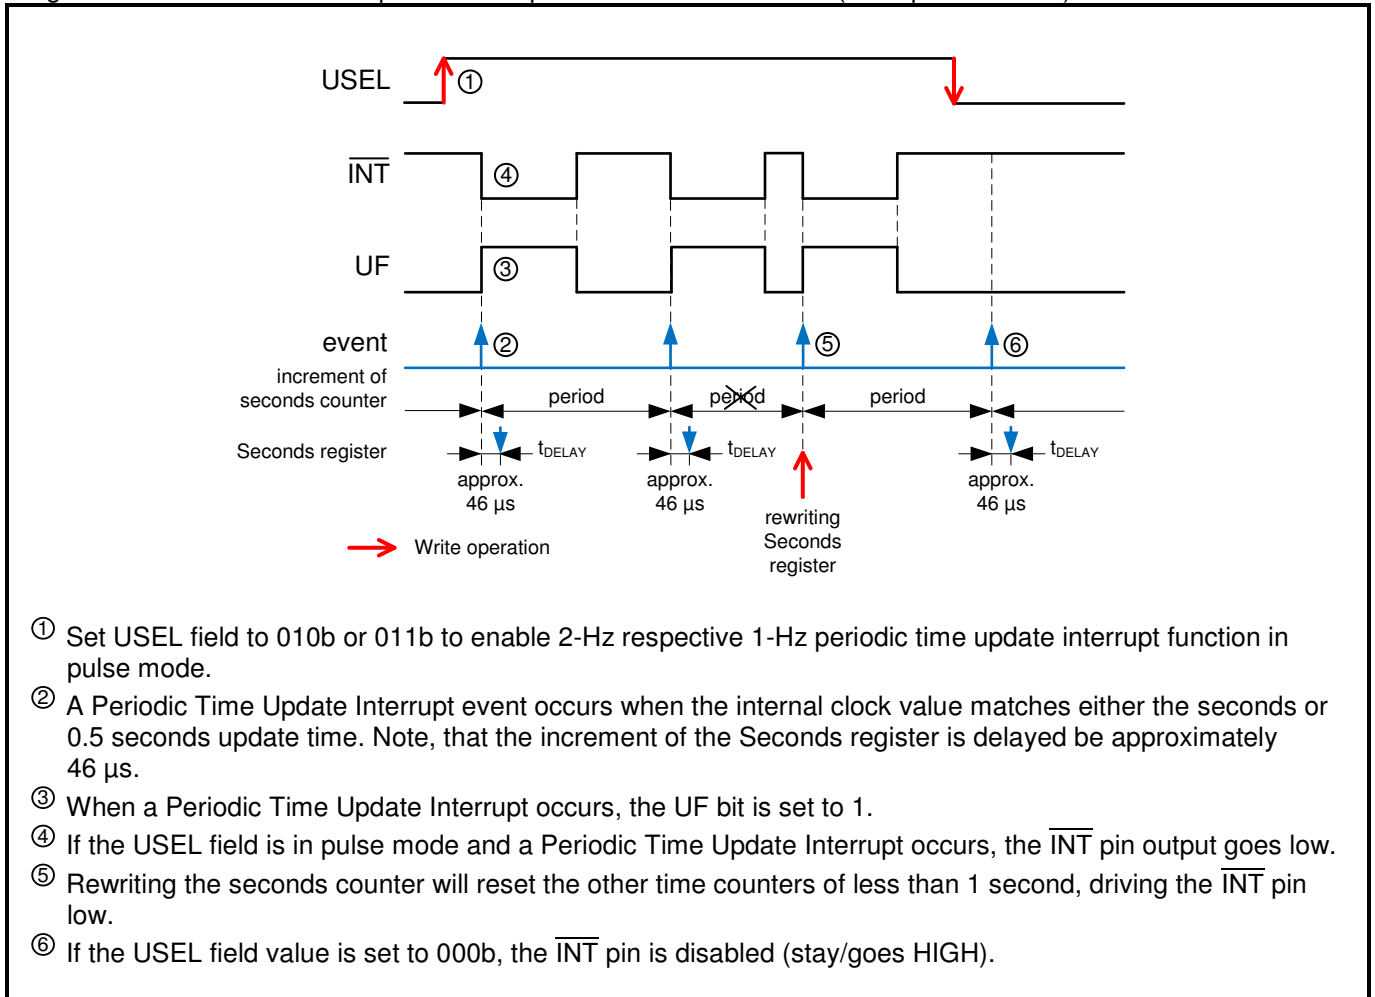 USEL ①
INT ④
UF ③
event ② ⑤ ⑥
increment of
seconds counter
period period period
Seconds register
tDELAY tDELAY tDELAY
approx. approx. approx.
46 µs 46 µs 46 µs
rewriting
Seconds
register
Write operation
① Set USEL field to 010b or 011b to enable 2-Hz respective 1-Hz periodic time update interrupt function in
pulse mode.
② A Periodic Time Update Interrupt event occurs when the internal clock value matches either the seconds or
0.5 seconds update time. Note, that the increment of the Seconds register is delayed be approximately
46 µs.
③ When a Periodic Time Update Interrupt occurs, the UF bit is set to 1.
④ If the USEL field is in pulse mode and a Periodic Time Update Interrupt occurs, the INT pin output goes low.
⑤ Rewriting the seconds counter will reset the other time counters of less than 1 second, driving the INT pin
low.
⑥ If the USEL field value is set to 000b, the INT pin is disabled (stay/goes HIGH).